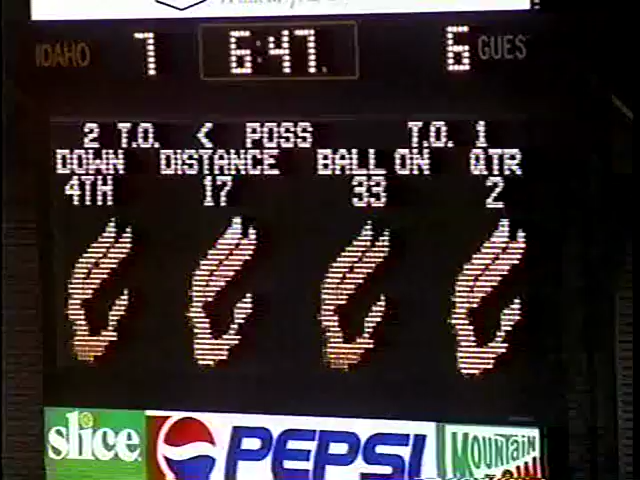 IDAHO 7 6:47. 6 GUES
2 T.O. < POSS T.O. 1
DOWN DISTANCE BALL ON QTR
4TH 17 33 2
slice PEPSI MOUNTAIN